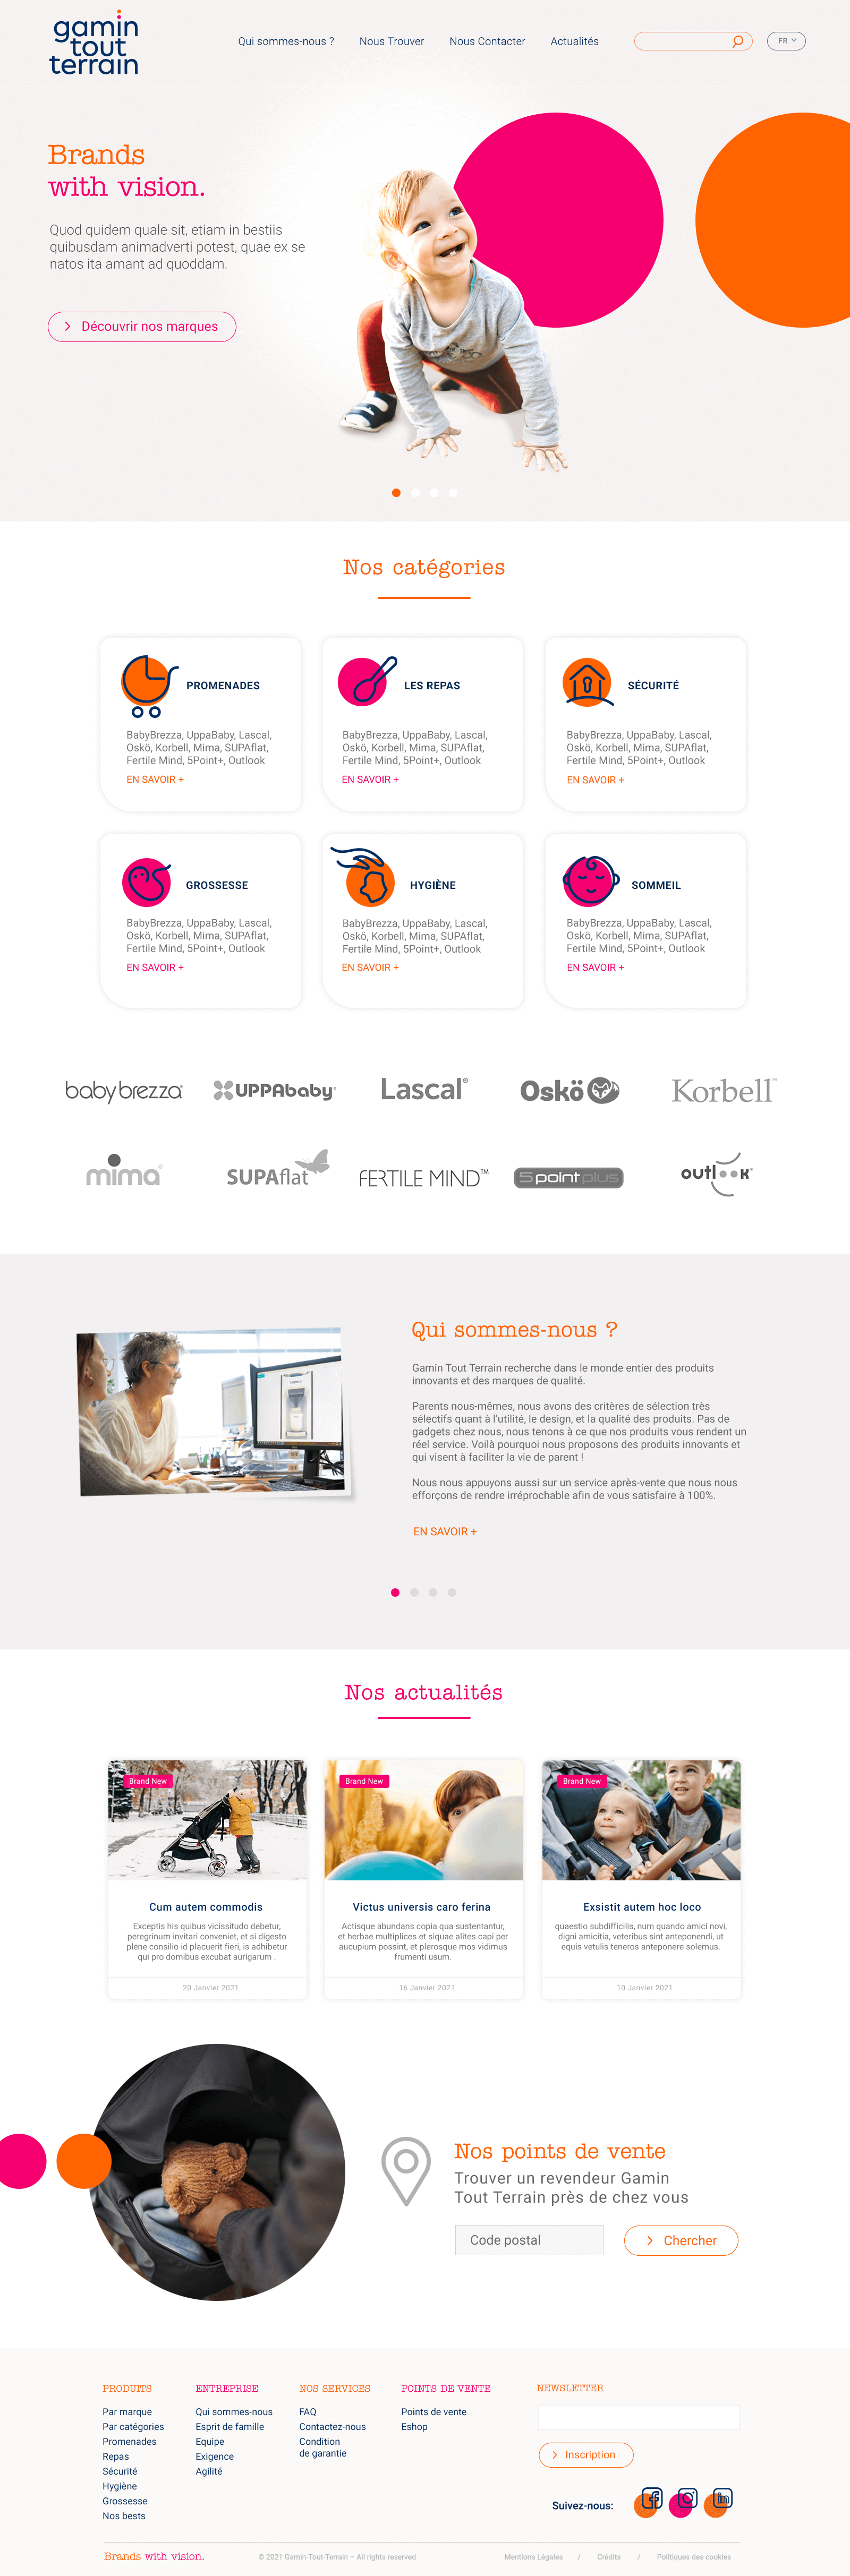 gamin
tout
terrain
Qui sommes-nous ?
Nous Trouver
Nous Contacter
Actualités
FR
Brands
with vision.
Quod quidem quale sit, etiam in bestiis
quibusdam animadverti potest, quae ex se
natos ita amant ad quoddam.
> Découvrir nos marques
Nos catégories
PROMENADES
BabyBrezza, UppaBaby, Lascal,
Oskö, Korbell, Mima, SUPAflat,
Fertile Mind, 5Point+, Outlook
EN SAVOIR +
LES REPAS
BabyBrezza, UppaBaby, Lascal,
Oskö, Korbell, Mima, SUPAflat,
Fertile Mind, 5Point+, Outlook
EN SAVOIR +
SÉCURITÉ
BabyBrezza, UppaBaby, Lascal,
Oskö, Korbell, Mima, SUPAflat,
Fertile Mind, 5Point+, Outlook
EN SAVOIR +
GROSSESSE
BabyBrezza, UppaBaby, Lascal,
Oskö, Korbell, Mima, SUPAflat,
Fertile Mind, 5Point+, Outlook
EN SAVOIR +
HYGIÈNE
BabyBrezza, UppaBaby, Lascal,
Oskö, Korbell, Mima, SUPAflat,
Fertile Mind, 5Point+, Outlook
EN SAVOIR +
SOMMEIL
BabyBrezza, UppaBaby, Lascal,
Oskö, Korbell, Mima, SUPAflat,
Fertile Mind, 5Point+, Outlook
EN SAVOIR +
baby brezza
UPPAbaby
Lascal®
Oskö
Korbell™
mima®
SUPAflat
FERTILE MIND™
5 point plus
outlook
Qui sommes-nous ?
Gamin Tout Terrain recherche dans le monde entier des produits
innovants et des marques de qualité.
Parents nous-mêmes, nous avons des critères de sélection très
sélectifs quant à l'utilité, le design, et la qualité des produits. Pas de
gadgets chez nous, nous tenons à ce que nos produits vous rendent un
réel service. Voilà pourquoi nous proposons des produits innovants et
qui visent à faciliter la vie de parent !
Nous nous appuyons aussi sur un service après-vente que nous nous
efforçons de rendre irréprochable afin de vous satisfaire à 100%.
EN SAVOIR +
Nos actualités
Brand New
Cum autem commodis
Exceptis his quibus vicissitudo debetur,
peregrinum invitari conveniet, et si digesto
plene consilio id placuerit fieri, is adhibetur
qui pro domibus excubat aurigarum .
20 Janvier 2021
Brand New
Victus universis caro ferina
Actisque abundans copia qua sustentantur,
et herbae multiplices et siquae alites capi per
aucupium possint, et plerosque mos vidimus
frumenti usum.
16 Janvier 2021
Brand New
Exsistit autem hoc loco
quaestio subdifficilis, num quando amici novi,
digni amicitia, veteribus sint anteponendi, ut
equis vetulis teneros anteponere solemus.
10 Janvier 2021
Nos points de vente
Trouver un revendeur Gamin
Tout Terrain près de chez vous
Code postal
> Chercher
PRODUITS
Par marque
Par catégories
Promenades
Repas
Sécurité
Hygiène
Grossesse
Nos bests
ENTREPRISE
Qui sommes-nous
Esprit de famille
Equipe
Exigence
Agilité
NOS SERVICES
FAQ
Contactez-nous
Condition
de garantie
POINTS DE VENTE
Points de vente
Eshop
NEWSLETTER
> Inscription
Suivez-nous:
Brands with vision.
© 2021 Gamin-Tout-Terrain – All rights reserved
Mentions Légales / Crédits / Politiques des cookies